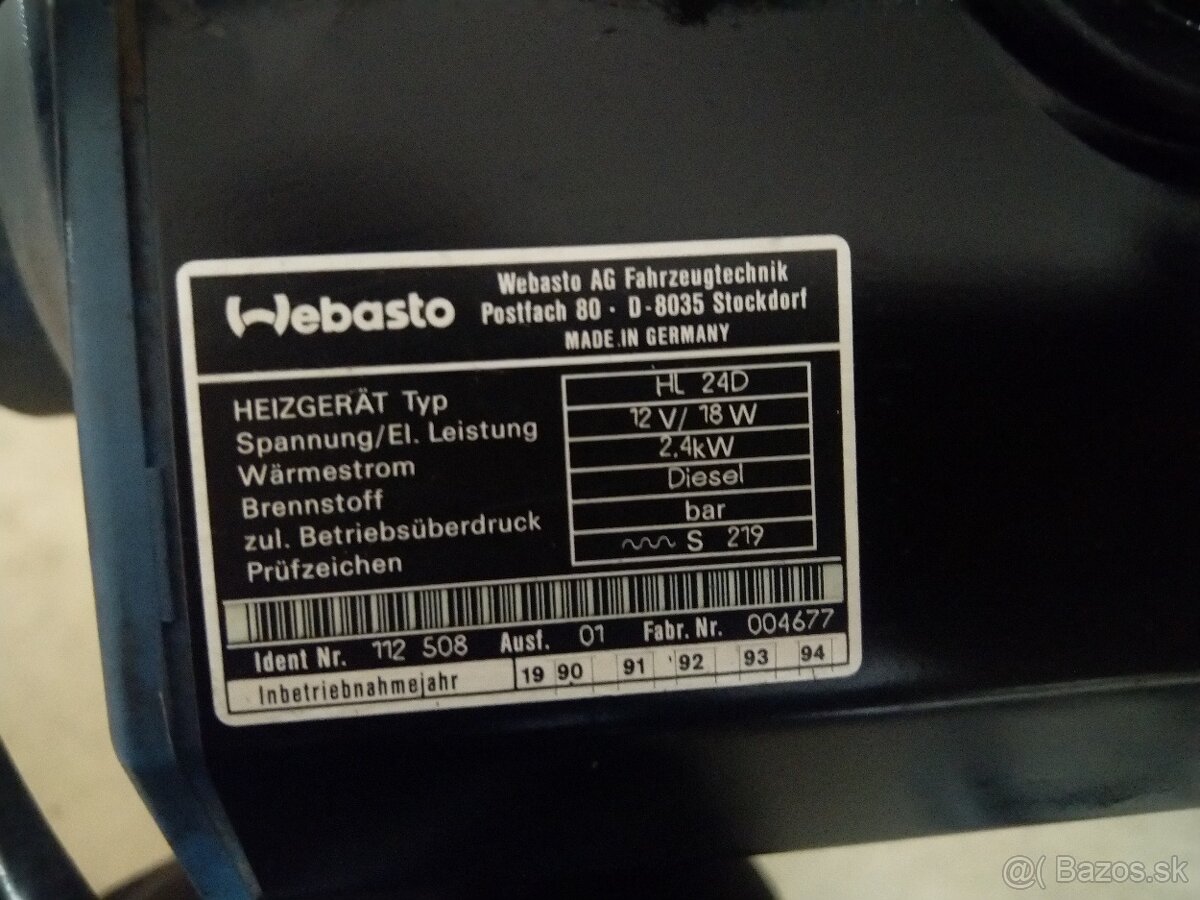 Webasto
Webasto AG Fahrzeugtechnik
Postfach 80 · D-8035 Stockdorf
MADE IN GERMANY
HEIZGERÄT Typ HL 24D
Spannung/El. Leistung 12 V/ 18 W
Wärmestrom 2.4kW
Brennstoff Diesel
zul. Betriebsüberdruck bar
Prüfzeichen S 219
Ident Nr. 112 508 Ausf. 01 Fabr. Nr. 004677
Inbetriebnahmejahr 19 90 91 92 93 94
@( Bazos.sk